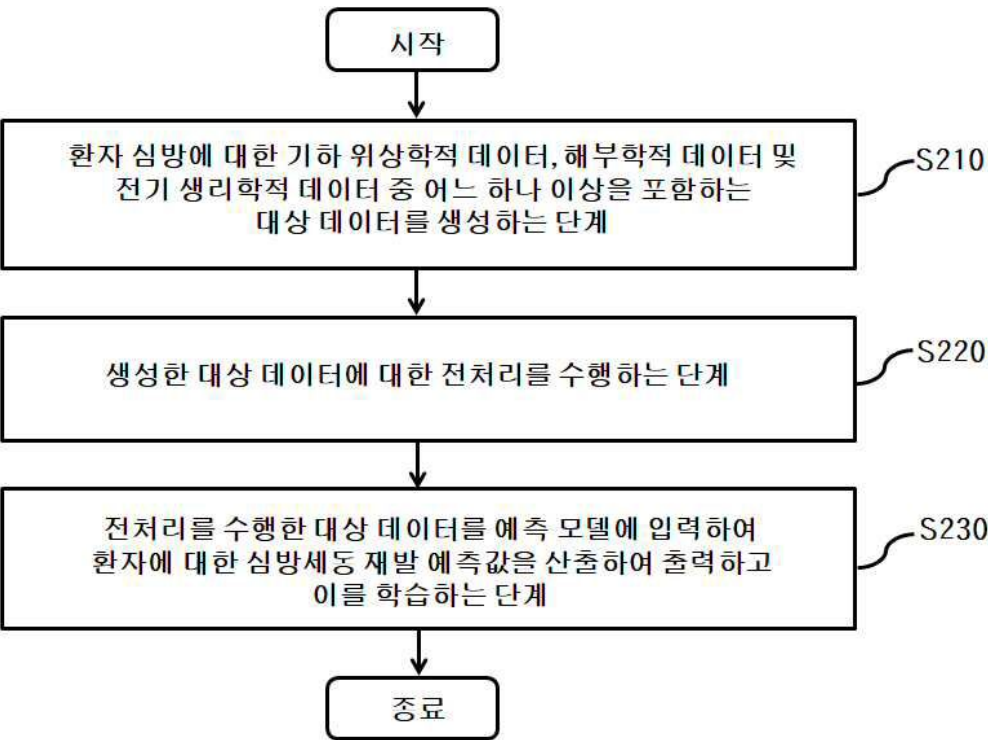 시작
환자 심방에 대한 기하 위상학적 데이터, 해부학적 데이터 및
전기 생리학적 데이터 중 어느 하나 이상을 포함하는
대상 데이터를 생성하는 단계
S210
생성한 대상 데이터에 대한 전처리를 수행하는 단계
S220
전처리를 수행한 대상 데이터를 예측 모델에 입력하여
환자에 대한 심방세동 재발 예측값을 산출하여 출력하고
이를 학습하는 단계
S230
종료